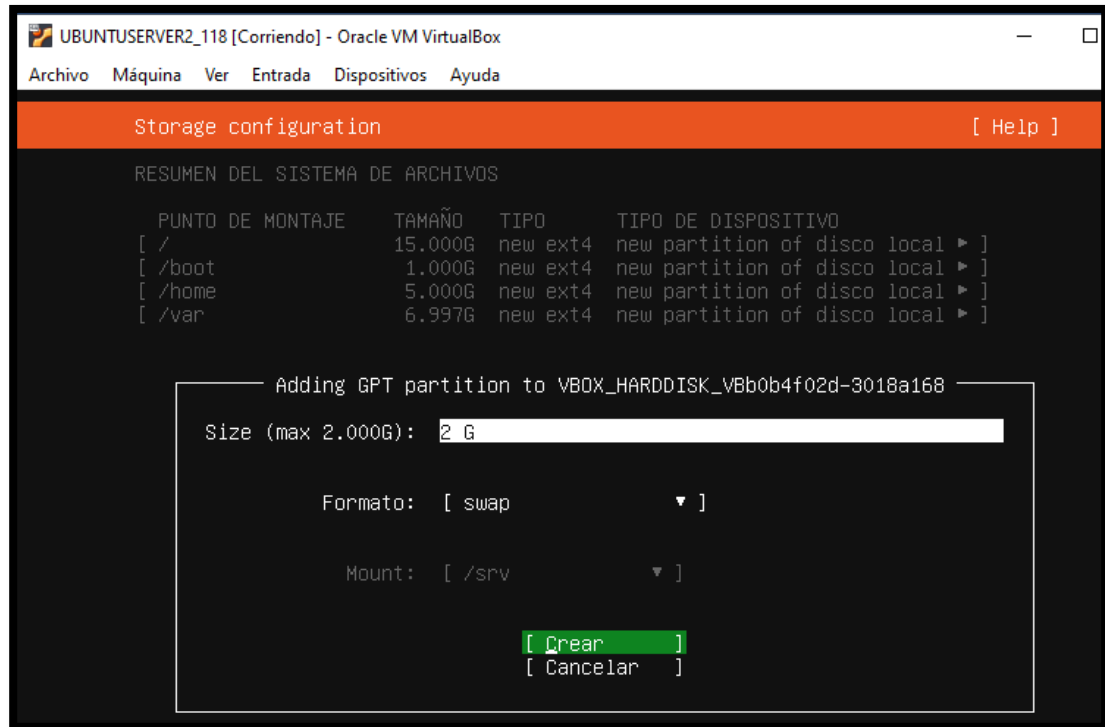 UBUNTUSERVER2_118 [Corriendo] - Oracle VM VirtualBox
Archivo Máquina Ver Entrada Dispositivos Ayuda
Storage configuration [ Help ]
RESUMEN DEL SISTEMA DE ARCHIVOS
PUNTO DE MONTAJE TAMAÑO TIPO TIPO DE DISPOSITIVO
[ / 15.000G new ext4 new partition of disco local ▸ ]
[ /boot 1.000G new ext4 new partition of disco local ▸ ]
[ /home 5.000G new ext4 new partition of disco local ▸ ]
[ /var 6.997G new ext4 new partition of disco local ▸ ]
Adding GPT partition to VBOX_HARDDISK_VBb0b4f02d-3018a168
Size (max 2.000G): 2 G
Formato: [ swap ▾ ]
Mount: [ /srv ▾ ]
[ Crear ]
[ Cancelar ]